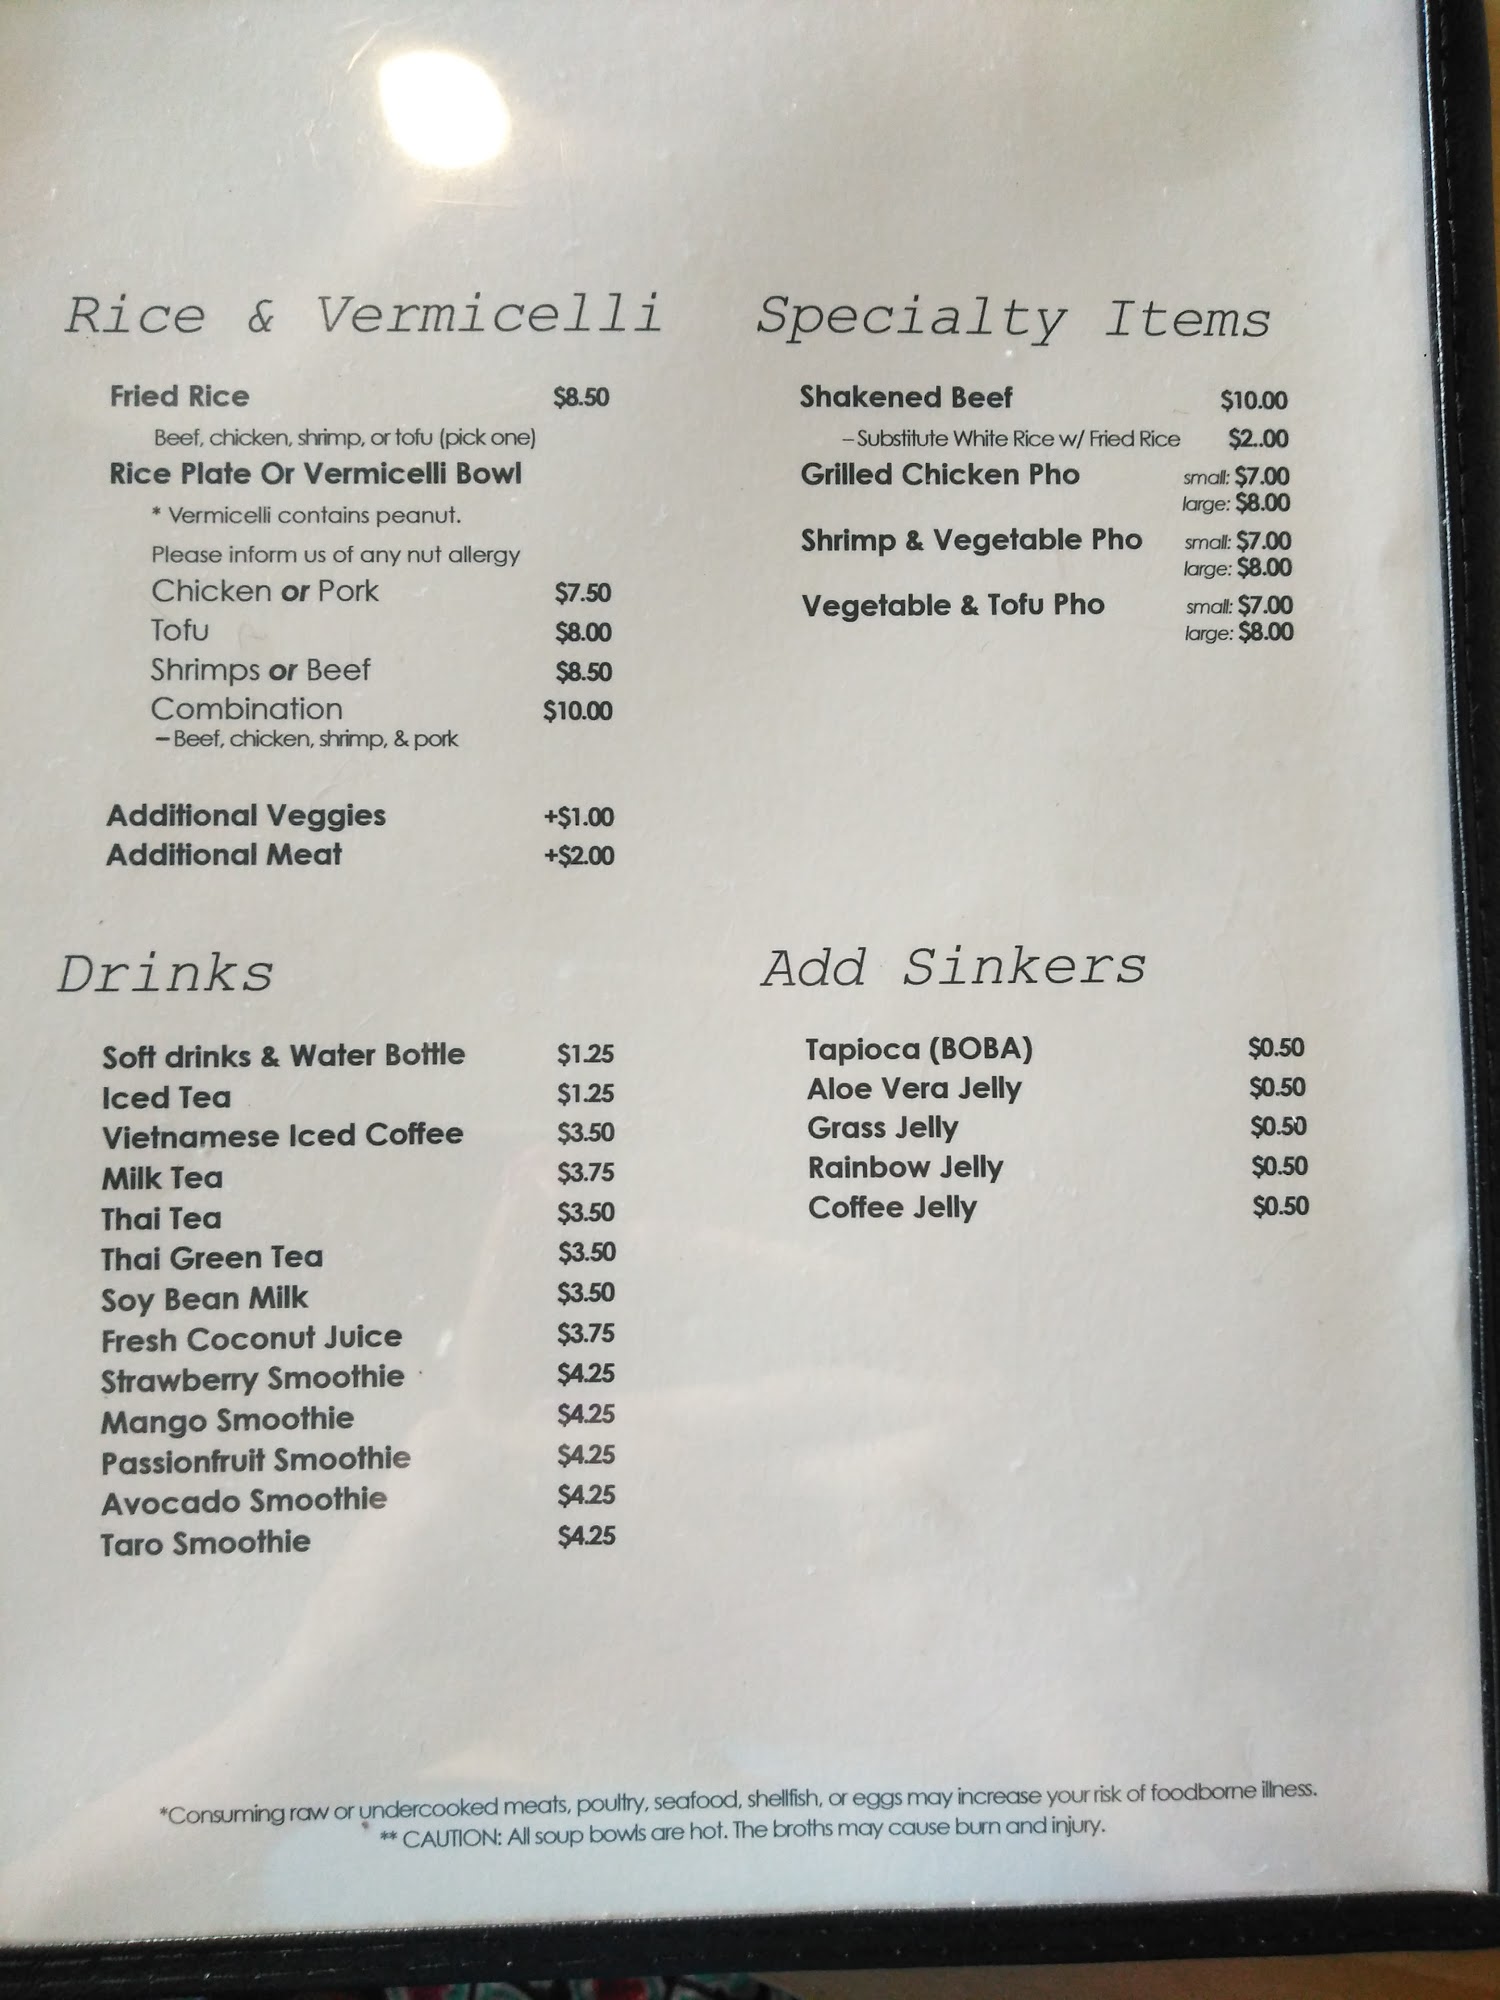 Rice & Vermicelli
Fried Rice $8.50
Beef, chicken, shrimp, or tofu (pick one)
Rice Plate Or Vermicelli Bowl
* Vermicelli contains peanut.
Please inform us of any nut allergy
Chicken or Pork $7.50
Tofu $8.00
Shrimps or Beef $8.50
Combination $10.00
– Beef, chicken, shrimp, & pork
Additional Veggies +$1.00
Additional Meat +$2.00
Specialty Items
Shakened Beef $10.00
– Substitute White Rice w/ Fried Rice $2..00
Grilled Chicken Pho small: $7.00
large: $8.00
Shrimp & Vegetable Pho small: $7.00
large: $8.00
Vegetable & Tofu Pho small: $7.00
large: $8.00
Drinks
Soft drinks & Water Bottle $1.25
Iced Tea $1.25
Vietnamese Iced Coffee $3.50
Milk Tea $3.75
Thai Tea $3.50
Thai Green Tea $3.50
Soy Bean Milk $3.50
Fresh Coconut Juice $3.75
Strawberry Smoothie $4.25
Mango Smoothie $4.25
Passionfruit Smoothie $4.25
Avocado Smoothie $4.25
Taro Smoothie $4.25
Add Sinkers
Tapioca (BOBA) $0.50
Aloe Vera Jelly $0.50
Grass Jelly $0.50
Rainbow Jelly $0.50
Coffee Jelly $0.50
*Consuming raw or undercooked meats, poultry, seafood, shellfish, or eggs may increase your risk of foodborne illness.
** CAUTION: All soup bowls are hot. The broths may cause burn and injury.